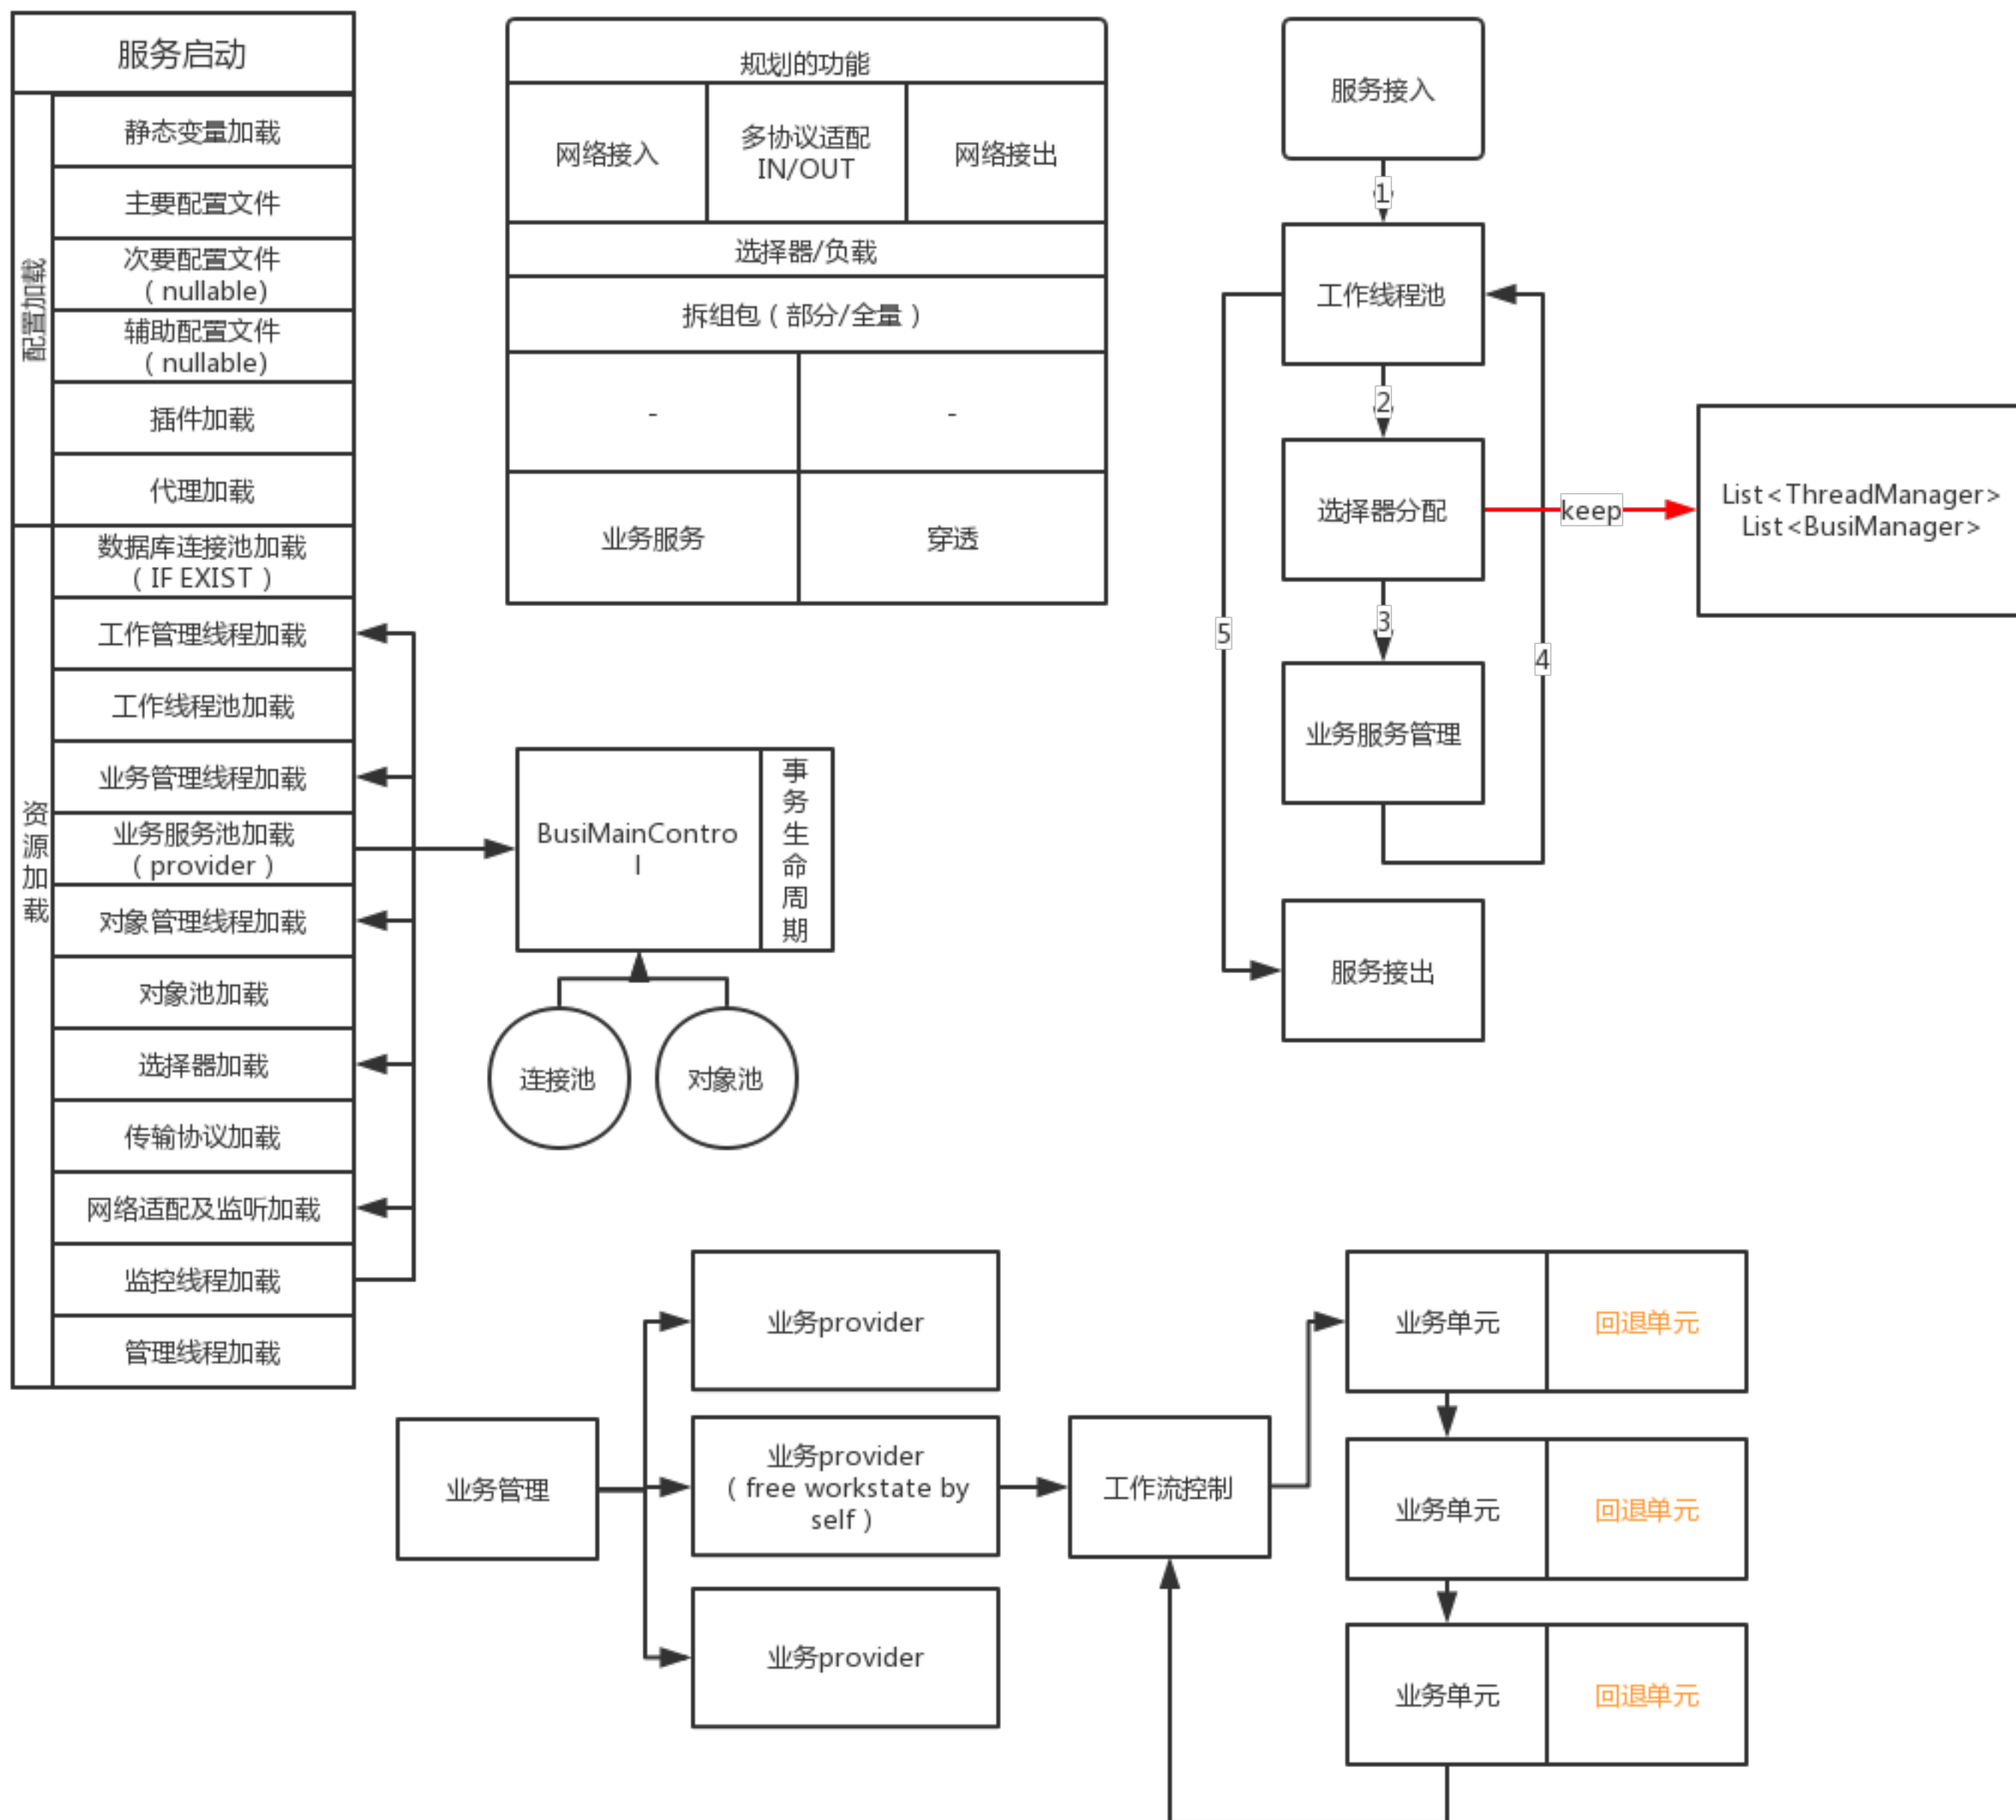 服务启动
配置加载
静态变量加载
主要配置文件
次要配置文件
（nullable）
辅助配置文件
（nullable）
插件加载
代理加载
资源加载
数据库连接池加载
（IF EXIST）
工作管理线程加载
工作线程池加载
业务管理线程加载
业务服务池加载
（provider）
对象管理线程加载
对象池加载
选择器加载
传输协议加载
网络适配及监听加载
监控线程加载
管理线程加载
规划的功能
网络接入
多协议适配
IN/OUT
网络接出
选择器/负载
拆组包（部分/全量）
-
-
业务服务
穿透
BusiMainContro
l
事务生命周期
连接池
对象池
服务接入
1
工作线程池
2
选择器分配
keep
List<ThreadManager>
List<BusiManager>
3
业务服务管理
4
5
服务接出
业务管理
业务provider
业务provider
（free workstate by
self）
业务provider
工作流控制
业务单元
回退单元
业务单元
回退单元
业务单元
回退单元